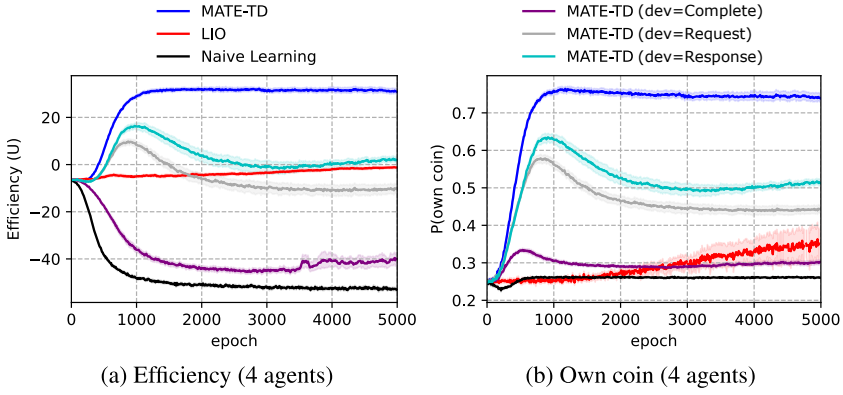 MATE-TD
LIO
Naive Learning
MATE-TD (dev=Complete)
MATE-TD (dev=Request)
MATE-TD (dev=Response)
Efficiency (U)
20
0
−20
−40
0 1000 2000 3000 4000 5000
epoch
(a) Efficiency (4 agents)
P(own coin)
0.7
0.6
0.5
0.4
0.3
0.2
0 1000 2000 3000 4000 5000
epoch
(b) Own coin (4 agents)